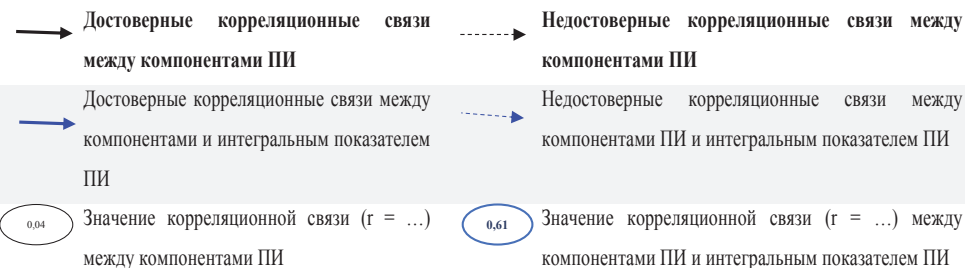 Достоверные корреляционные связи
между компонентами ПИ
Недостоверные корреляционные связи между
компонентами ПИ
Достоверные корреляционные связи между
компонентами и интегральным показателем
ПИ
Недостоверные корреляционные связи между
компонентами ПИ и интегральным показателем ПИ
0,04
Значение корреляционной связи (r = …)
между компонентами ПИ
0,61
Значение корреляционной связи (r = …) между
компонентами ПИ и интегральным показателем ПИ